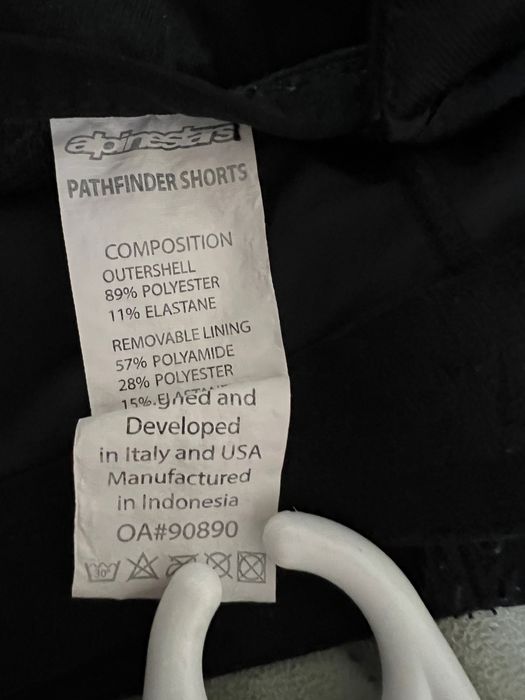 alpinestars
PATHFINDER SHORTS
COMPOSITION
OUTERSHELL
89% POLYESTER
11% ELASTANE
REMOVABLE LINING
57% POLYAMIDE
28% POLYESTER
15%
and
Developed
in Italy and USA
Manufactured
in Indonesia
OA#90890
30°